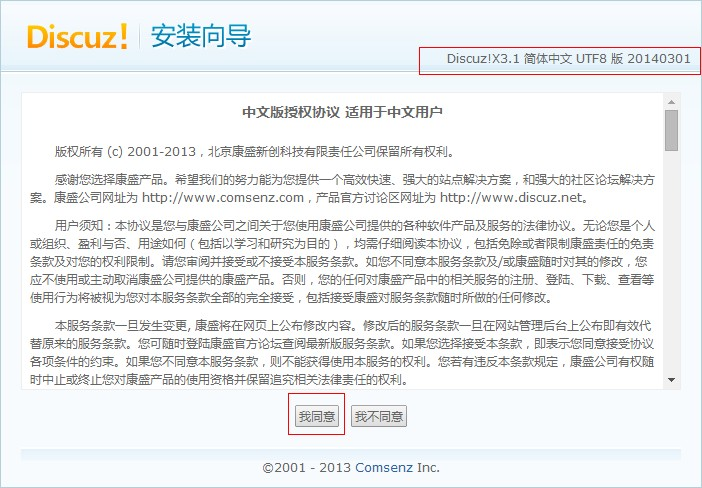 Discuz! 安装向导
Discuz!X3.1 简体中文 UTF8 版 20140301
中文版授权协议 适用于中文用户
版权所有 (c) 2001-2013，北京康盛新创科技有限责任公司保留所有权利。
感谢您选择康盛产品。希望我们的努力能为您提供一个高效快速、强大的站点解决方案，和强大的社区论坛解决方
案。康盛公司网址为 http://www.comsenz.com，产品官方讨论区网址为 http://www.discuz.net。
用户须知：本协议是您与康盛公司之间关于您使用康盛公司提供的各种软件产品及服务的法律协议。无论您是个人
或组织、盈利与否、用途如何（包括以学习和研究为目的），均需仔细阅读本协议，包括免除或者限制康盛责任的免责
条款及对您的权利限制。请您审阅并接受或不接受本服务条款。如您不同意本服务条款及/或康盛随时对其的修改，您
应不使用或主动取消康盛公司提供的康盛产品。否则，您的任何对康盛产品中的相关服务的注册、登陆、下载、查看等
使用行为将被视为您对本服务条款全部的完全接受，包括接受康盛对服务条款随时所做的任何修改。
本服务条款一旦发生变更, 康盛将在网页上公布修改内容。修改后的服务条款一旦在网站管理后台上公布即有效代
替原来的服务条款。您可随时登陆康盛官方论坛查阅最新版服务条款。如果您选择接受本条款，即表示您同意接受协议
各项条件的约束。如果您不同意本服务条款，则不能获得使用本服务的权利。您若有违反本条款规定，康盛公司有权随
时中止或终止您对康盛产品的使用资格并保留追究相关法律责任的权利。
我同意 我不同意
©2001 - 2013 Comsenz Inc.